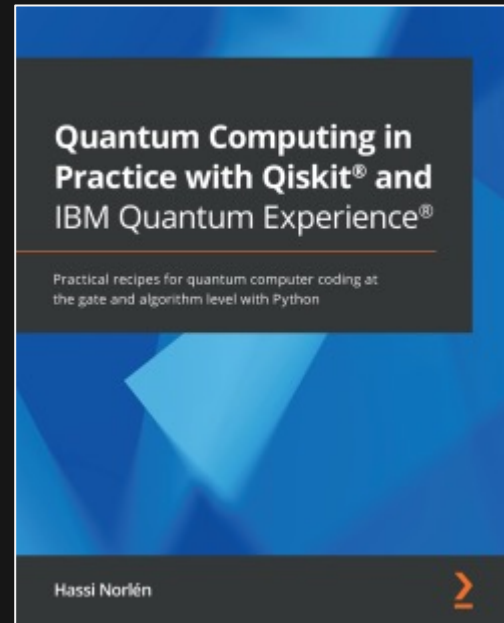 Quantum Computing in
Practice with Qiskit® and
IBM Quantum Experience®
Practical recipes for quantum computer coding at
the gate and algorithm level with Python
Hassi Norlén